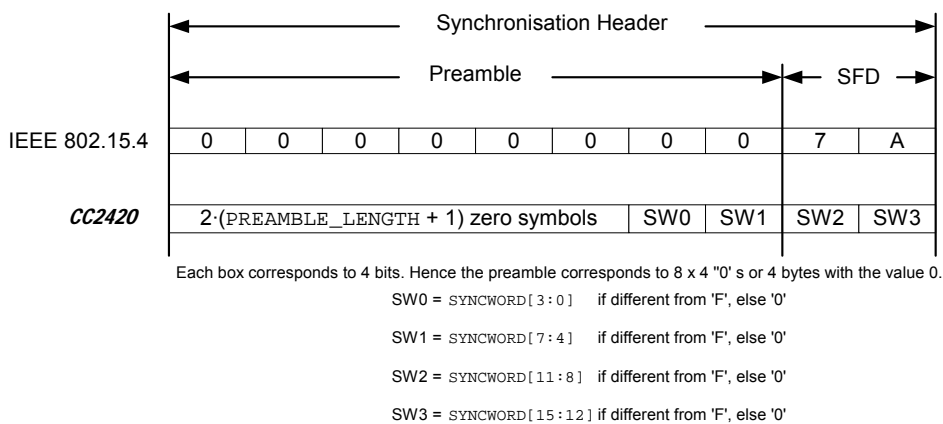 Synchronisation Header
Preamble SFD
IEEE 802.15.4 0 0 0 0 0 0 0 0 7 A
CC2420 2·(PREAMBLE_LENGTH + 1) zero symbols SW0 SW1 SW2 SW3
Each box corresponds to 4 bits. Hence the preamble corresponds to 8 x 4 "0' s or 4 bytes with the value 0.
SW0 = SYNCWORD[3:0] if different from 'F', else '0'
SW1 = SYNCWORD[7:4] if different from 'F', else '0'
SW2 = SYNCWORD[11:8] if different from 'F', else '0'
SW3 = SYNCWORD[15:12] if different from 'F', else '0'